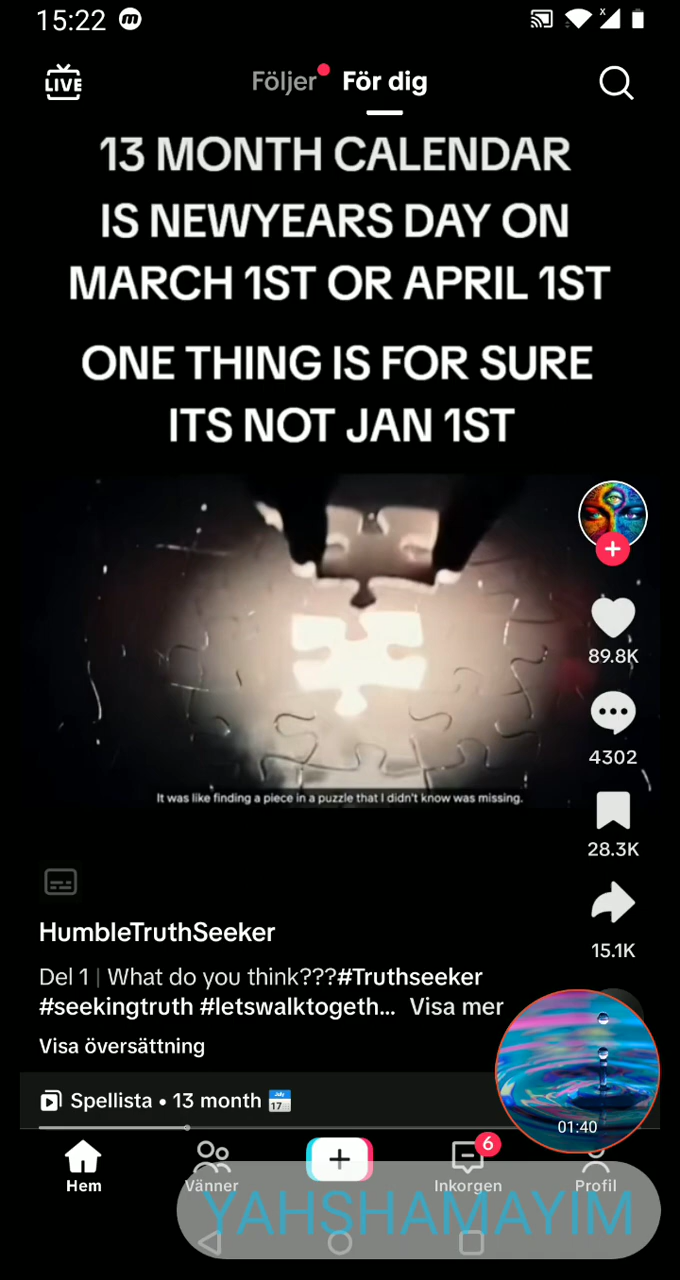 15:22
LIVE
Följer För dig
13 MONTH CALENDAR
IS NEWYEARS DAY ON
MARCH 1ST OR APRIL 1ST
ONE THING IS FOR SURE
ITS NOT JAN 1ST
89.8K
4302
It was like finding a piece in a puzzle that I didn't know was missing.
28.3K
15.1K
HumbleTruthSeeker
Del 1 | What do you think???#Truthseeker
#seekingtruth #letswalktogeth... Visa mer
Visa översättning
Spellista • 13 month
July
17
01:40
6
Hem Vänner Inkorgen Profil
YAHSHAMAYIM